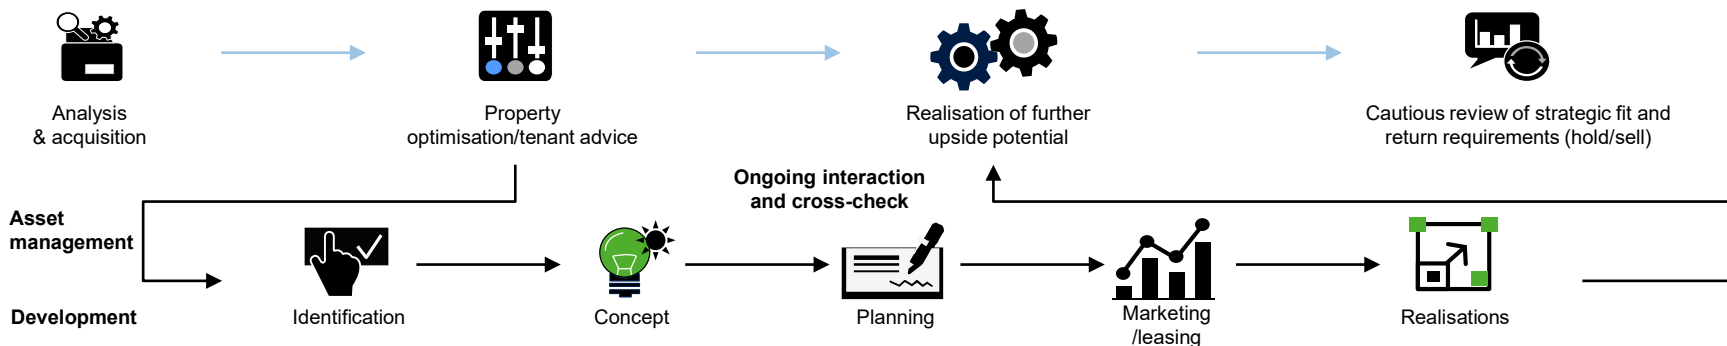 Analysis
& acquisition
Property
optimisation/tenant advice
Realisation of further
upside potential
Cautious review of strategic fit and
return requirements (hold/sell)
Ongoing interaction
and cross-check
Asset
management
Development
Identification
Concept
Planning
Marketing
/leasing
Realisations